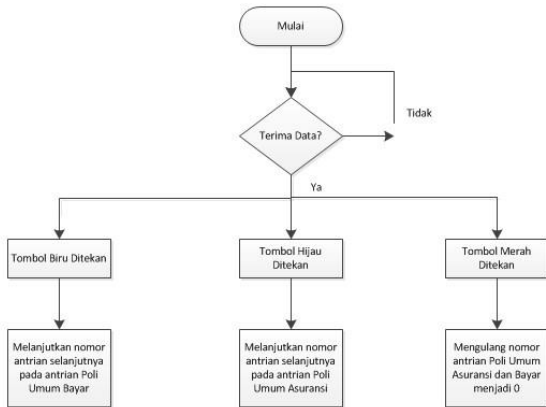 Mulai
Terima Data?
Tidak
Ya
Tombol Biru Ditekan
Tombol Hijau
Ditekan
Tombol Merah
Ditekan
Melanjutkan nomor
antrian selanjutnya
pada antrian Poli
Umum Bayar
Melanjutkan nomor
antrian selanjutnya
pada antrian Poli
Umum Asuransi
Mengulang nomor
antrian Poli Umum
Asuransi dan Bayar
menjadi 0